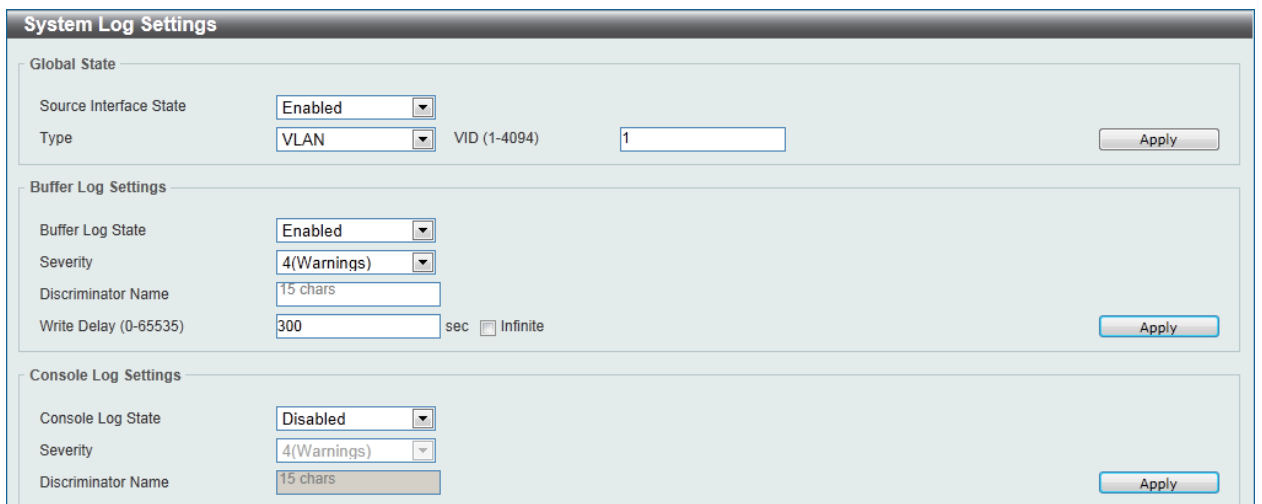 System Log Settings
Global State
Source Interface State Enabled
Type VLAN VID (1-4094) 1 Apply
Buffer Log Settings
Buffer Log State Enabled
Severity 4(Warnings)
Discriminator Name 15 chars
Write Delay (0-65535) 300 sec Infinite Apply
Console Log Settings
Console Log State Disabled
Severity 4(Warnings)
Discriminator Name 15 chars Apply